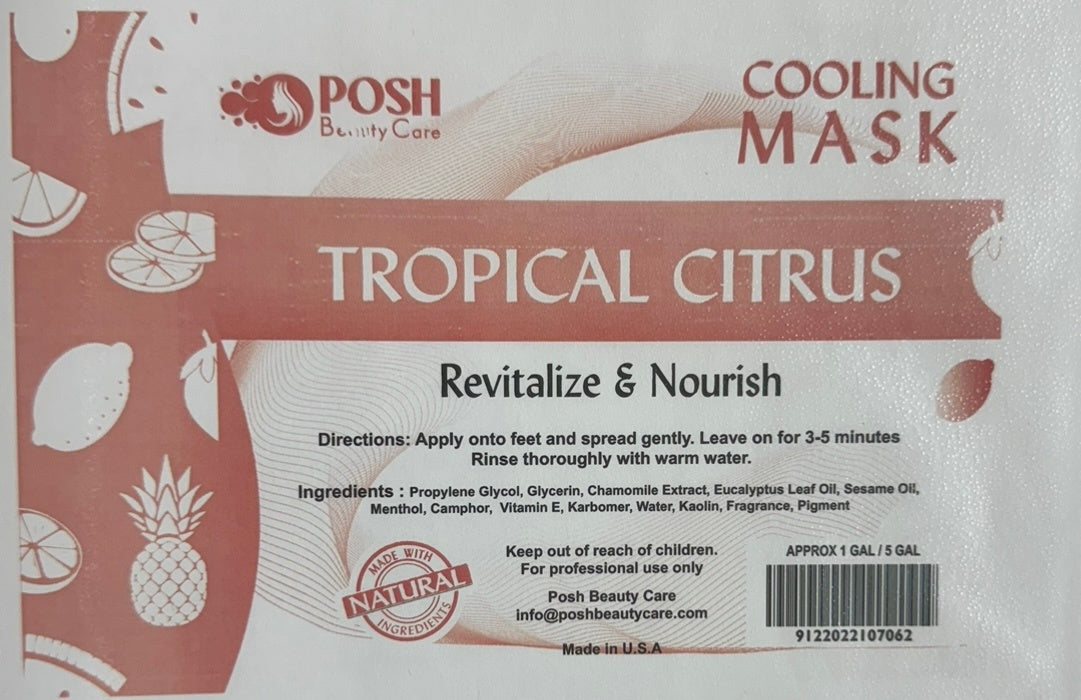 POSH
Beauty Care
COOLING
MASK
TROPICAL CITRUS
Revitalize & Nourish
Directions: Apply onto feet and spread gently. Leave on for 3-5 minutes
Rinse thoroughly with warm water.
Ingredients : Propylene Glycol, Glycerin, Chamomile Extract, Eucalyptus Leaf Oil, Sesame Oil,
Menthol, Camphor, Vitamin E, Karbomer, Water, Kaolin, Fragrance, Pigment
MADE WITH
NATURAL
INGREDIENTS
Keep out of reach of children.
For professional use only
Posh Beauty Care
info@poshbeautycare.com
Made in U.S.A
APPROX 1 GAL / 5 GAL
9122022107062